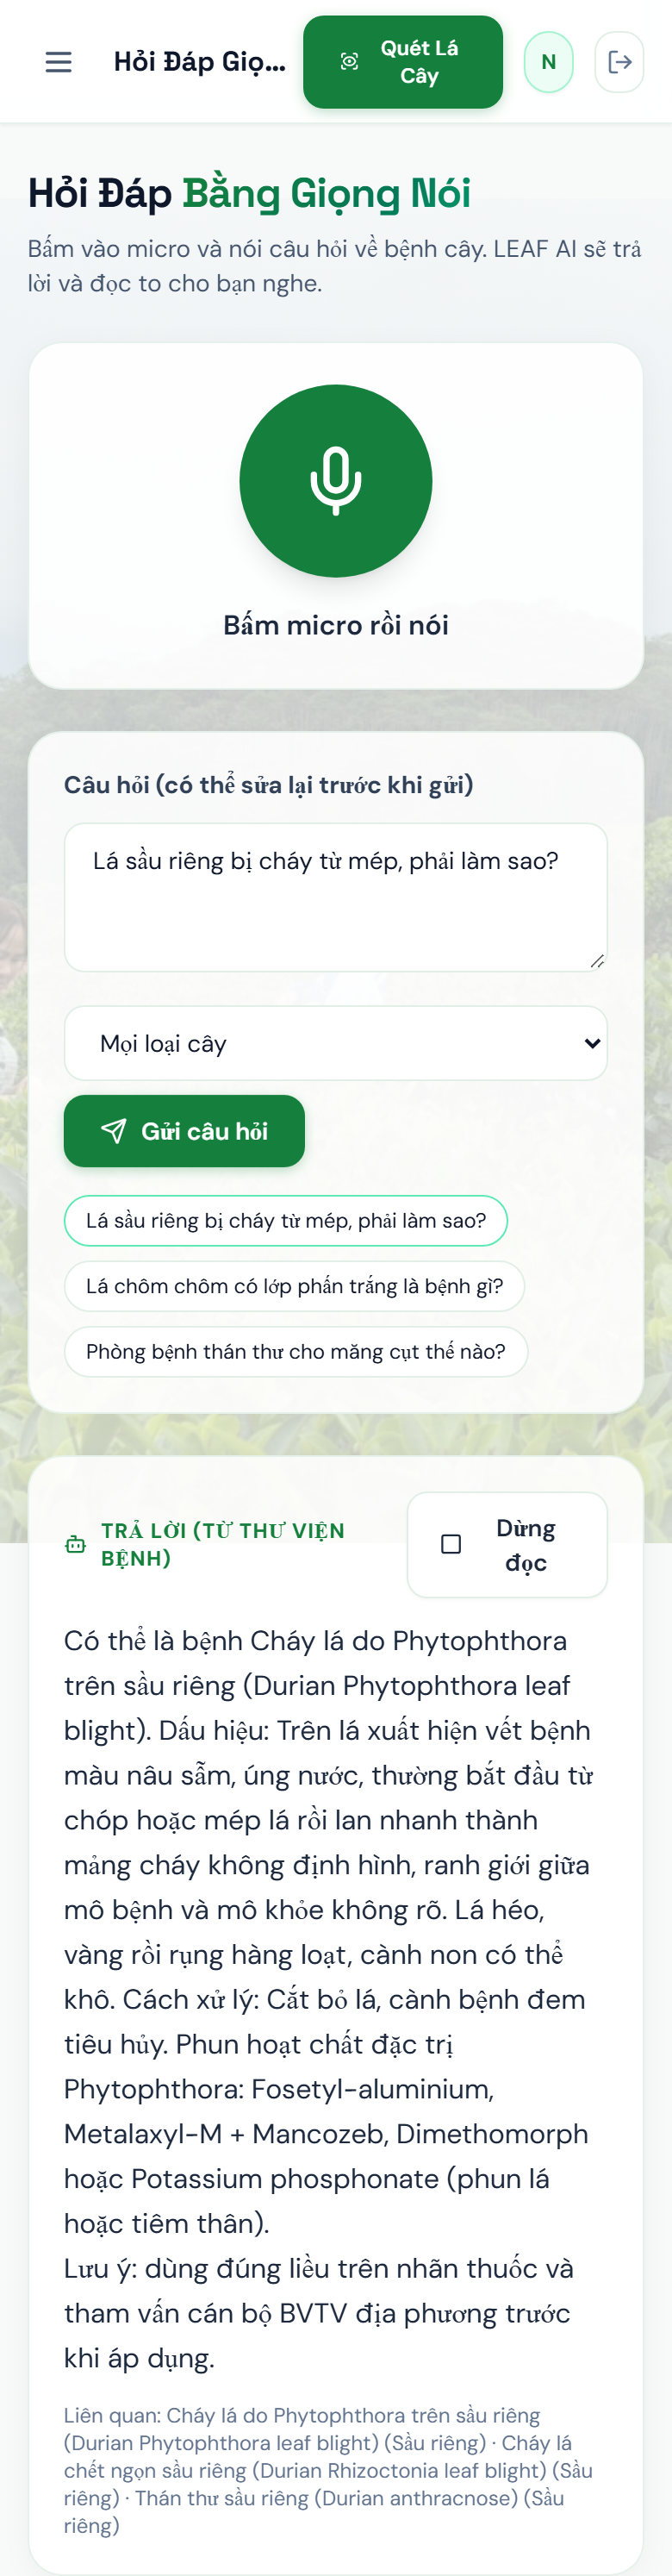 Hỏi Đáp Giọ...
Quét Lá
Cây
N
Hỏi Đáp Bằng Giọng Nói
Bấm vào micro và nói câu hỏi về bệnh cây. LEAF AI sẽ trả
lời và đọc to cho bạn nghe.
Bấm micro rồi nói
Câu hỏi (có thể sửa lại trước khi gửi)
Lá sầu riêng bị cháy từ mép, phải làm sao?
Mọi loại cây
Gửi câu hỏi
Lá sầu riêng bị cháy từ mép, phải làm sao?
Lá chôm chôm có lớp phấn trắng là bệnh gì?
Phòng bệnh thán thư cho măng cụt thế nào?
TRẢ LỜI (TỪ THƯ VIỆN
BỆNH)
Dừng
đọc
Có thể là bệnh Cháy lá do Phytophthora
trên sầu riêng (Durian Phytophthora leaf
blight). Dấu hiệu: Trên lá xuất hiện vết bệnh
màu nâu sẫm, úng nước, thường bắt đầu từ
chóp hoặc mép lá rồi lan nhanh thành
mảng cháy không định hình, ranh giới giữa
mô bệnh và mô khỏe không rõ. Lá héo,
vàng rồi rụng hàng loạt, cành non có thể
khô. Cách xử lý: Cắt bỏ lá, cành bệnh đem
tiêu hủy. Phun hoạt chất đặc trị
Phytophthora: Fosetyl-aluminium,
Metalaxyl-M + Mancozeb, Dimethomorph
hoặc Potassium phosphonate (phun lá
hoặc tiêm thân).
Lưu ý: dùng đúng liều trên nhãn thuốc và
tham vấn cán bộ BVTV địa phương trước
khi áp dụng.
Liên quan: Cháy lá do Phytophthora trên sầu riêng
(Durian Phytophthora leaf blight) (Sầu riêng) · Cháy lá
chết ngọn sầu riêng (Durian Rhizoctonia leaf blight) (Sầu
riêng) · Thán thư sầu riêng (Durian anthracnose) (Sầu
riêng)